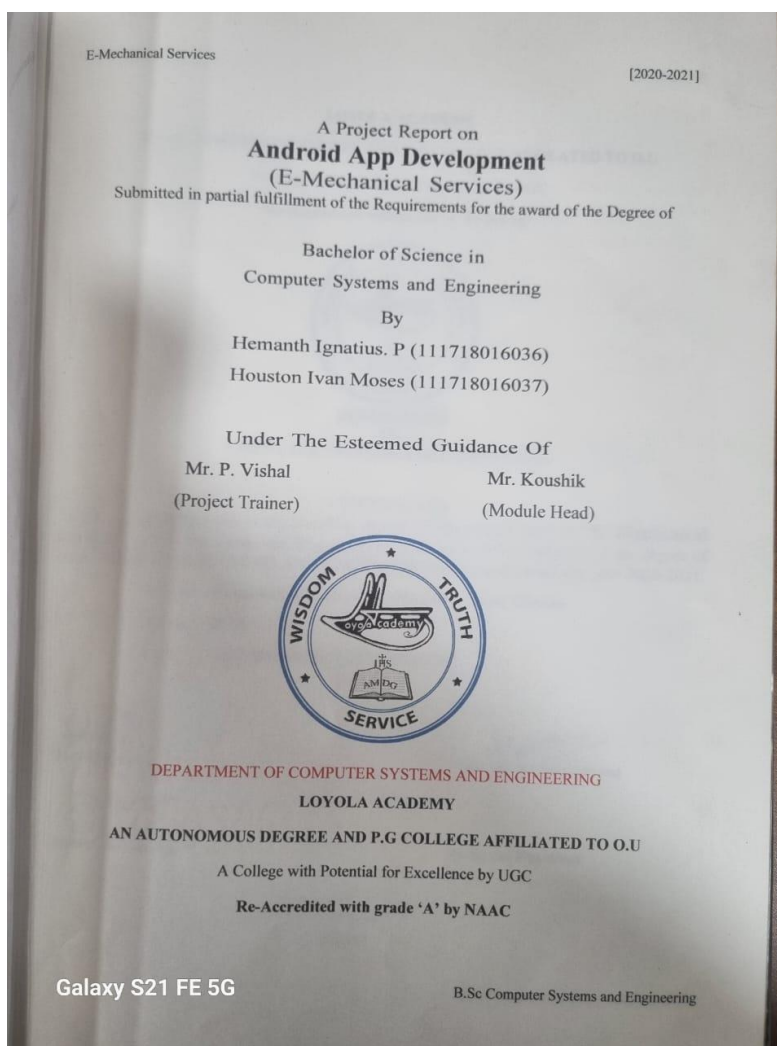 E-Mechanical Services
[2020-2021]
A Project Report on
Android App Development
(E-Mechanical Services)
Submitted in partial fulfillment of the Requirements for the award of the Degree of
Bachelor of Science in
Computer Systems and Engineering
By
Hemanth Ignatius. P (111718016036)
Houston Ivan Moses (111718016037)
Under The Esteemed Guidance Of
Mr. P. Vishal
Mr. Koushik
(Project Trainer)
(Module Head)
WISDOM
TRUTH
oyola cademy
IHS
AM DG
SERVICE
DEPARTMENT OF COMPUTER SYSTEMS AND ENGINEERING
LOYOLA ACADEMY
AN AUTONOMOUS DEGREE AND P.G COLLEGE AFFILIATED TO O.U
A College with Potential for Excellence by UGC
Re-Accredited with grade ‘A’ by NAAC
Galaxy S21 FE 5G
B.Sc Computer Systems and Engineering